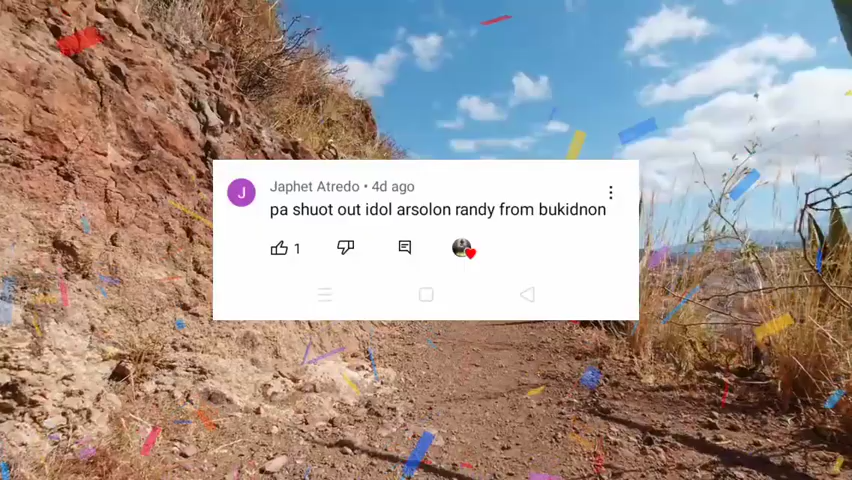 J
Japhet Atredo • 4d ago
pa shuot out idol arsolon randy from bukidnon
1